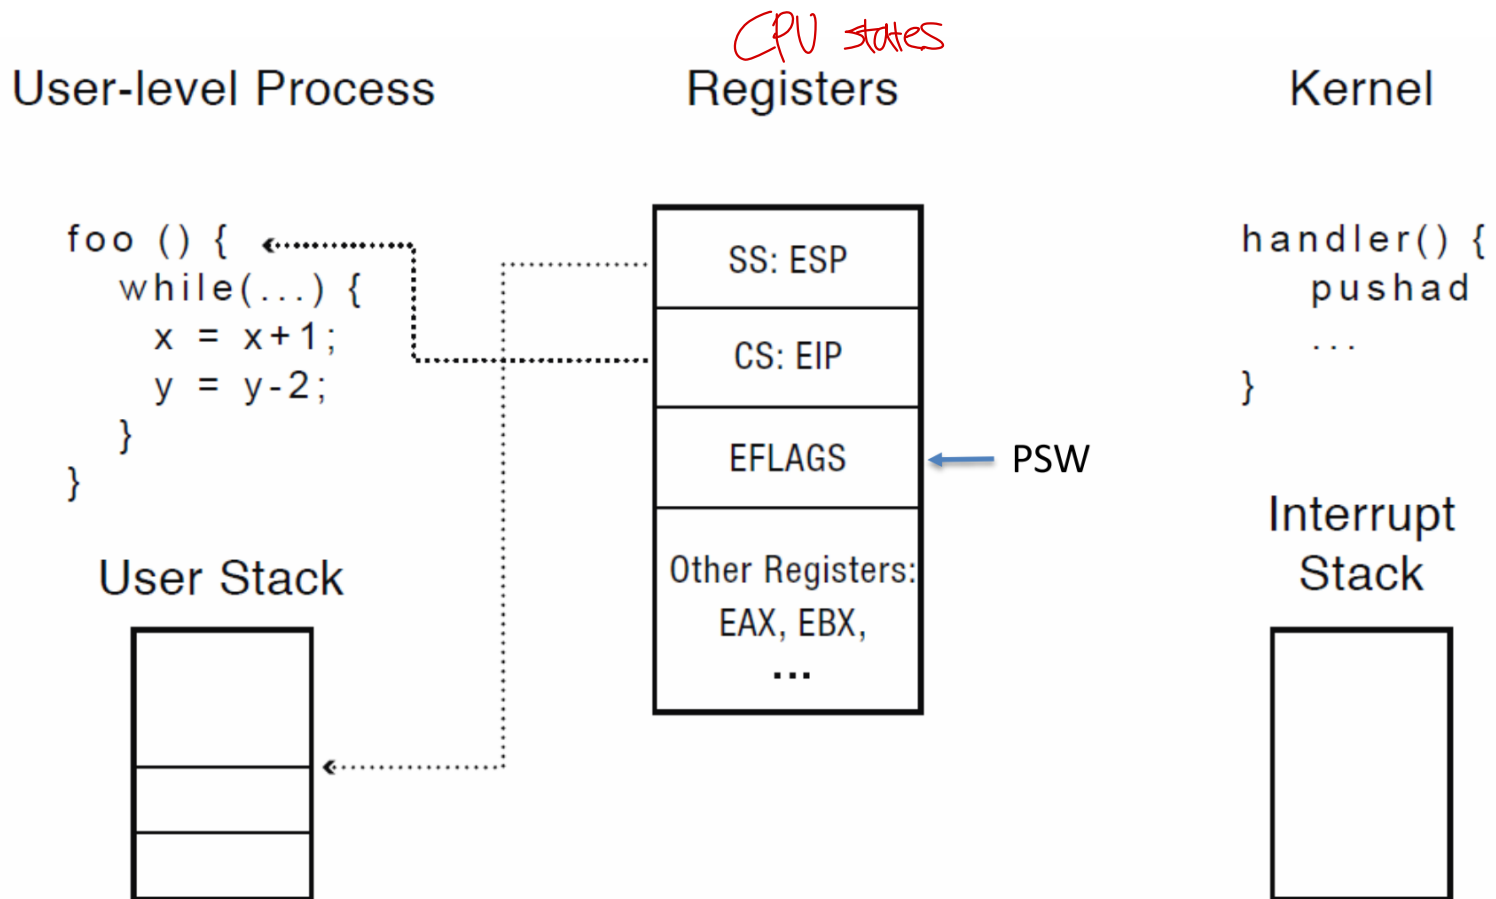 CPU states
User-level Process
Registers
Kernel
foo () {
while(...) {
x = x+1;
y = y-2;
}
}
User Stack
SS: ESP
CS: EIP
EFLAGS
PSW
Other Registers:
EAX, EBX,
...
handler() {
pushad
...
}
Interrupt
Stack